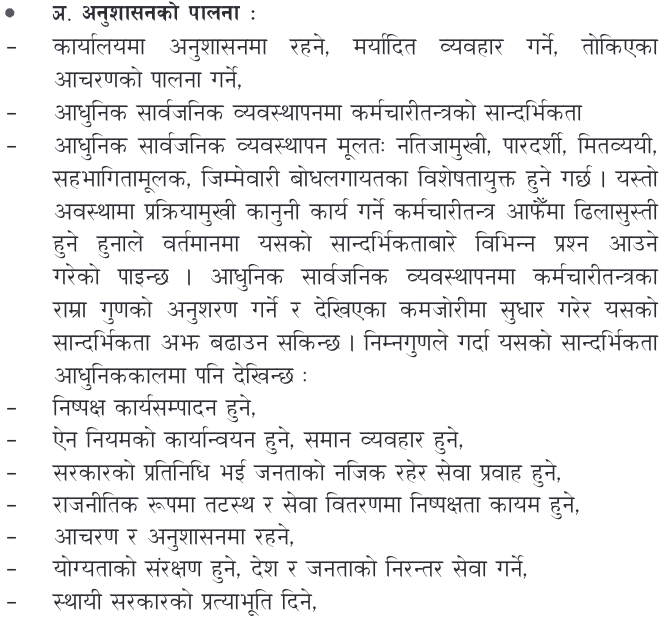 • ञ. अनुशासनको पालना :
– कार्यालयमा अनुशासनमा रहने, मर्यादित व्यवहार गर्ने, तोकिएका
आचरणको पालना गर्ने,
– आधुनिक सार्वजनिक व्यवस्थापनमा कर्मचारीतन्त्रको सान्दर्भिकता
– आधुनिक सार्वजनिक व्यवस्थापन मूलतः नतिजामुखी, पारदर्शी, मितव्ययी,
सहभागितामूलक, जिम्मेवारी बोधलगायतका विशेषतायुक्त हुने गर्छ । यस्तो
अवस्थामा प्रक्रियामुखी कानुनी कार्य गर्ने कर्मचारीतन्त्र आफैँमा ढिलासुस्ती
हुने हुनाले वर्तमानमा यसको सान्दर्भिकताबारे विभिन्न प्रश्न आउने
गरेको पाइन्छ । आधुनिक सार्वजनिक व्यवस्थापनमा कर्मचारीतन्त्रका
राम्रा गुणको अनुशरण गर्ने र देखिएका कमजोरीमा सुधार गरेर यसको
सान्दर्भिकता अझ बढाउन सकिन्छ । निम्नगुणले गर्दा यसको सान्दर्भिकता
आधुनिककालमा पनि देखिन्छ :
– निष्पक्ष कार्यसम्पादन हुने,
– ऐन नियमको कार्यान्वयन हुने, समान व्यवहार हुने,
– सरकारको प्रतिनिधि भई जनताको नजिक रहेर सेवा प्रवाह हुने,
– राजनीतिक रूपमा तटस्थ र सेवा वितरणमा निष्पक्षता कायम हुने,
– आचरण र अनुशासनमा रहने,
– योग्यताको संरक्षण हुने, देश र जनताको निरन्तर सेवा गर्ने,
– स्थायी सरकारको प्रत्याभूति दिने,